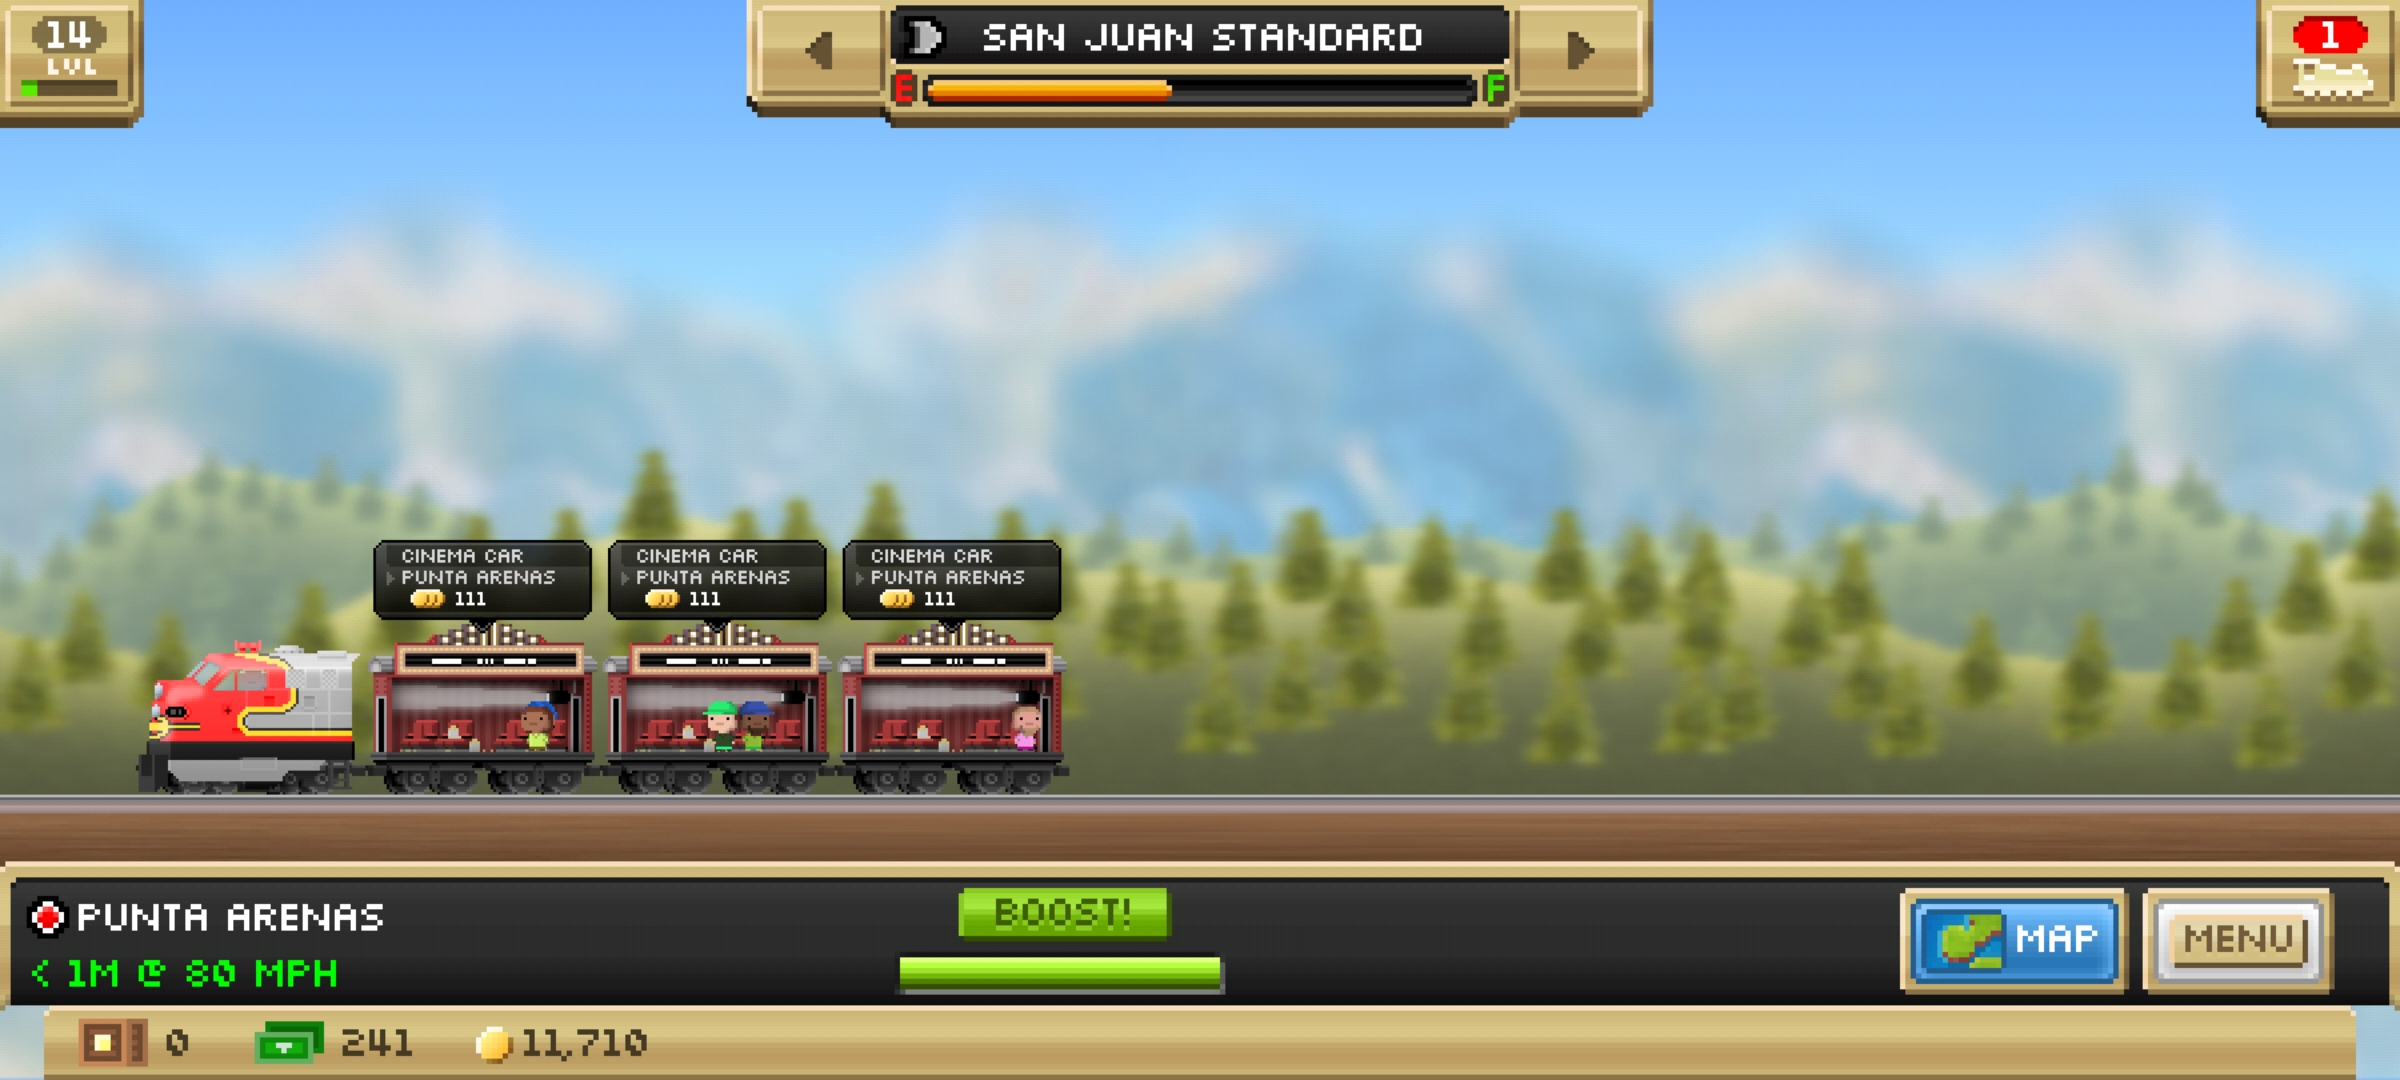 14
LVL
SAN JUAN STANDARD
E F
1
CINEMA CAR
PUNTA ARENAS
111
CINEMA CAR
PUNTA ARENAS
111
CINEMA CAR
PUNTA ARENAS
111
PUNTA ARENAS
< 1M @ 80 MPH
BOOST!
MAP
MENU
0
241
11,710